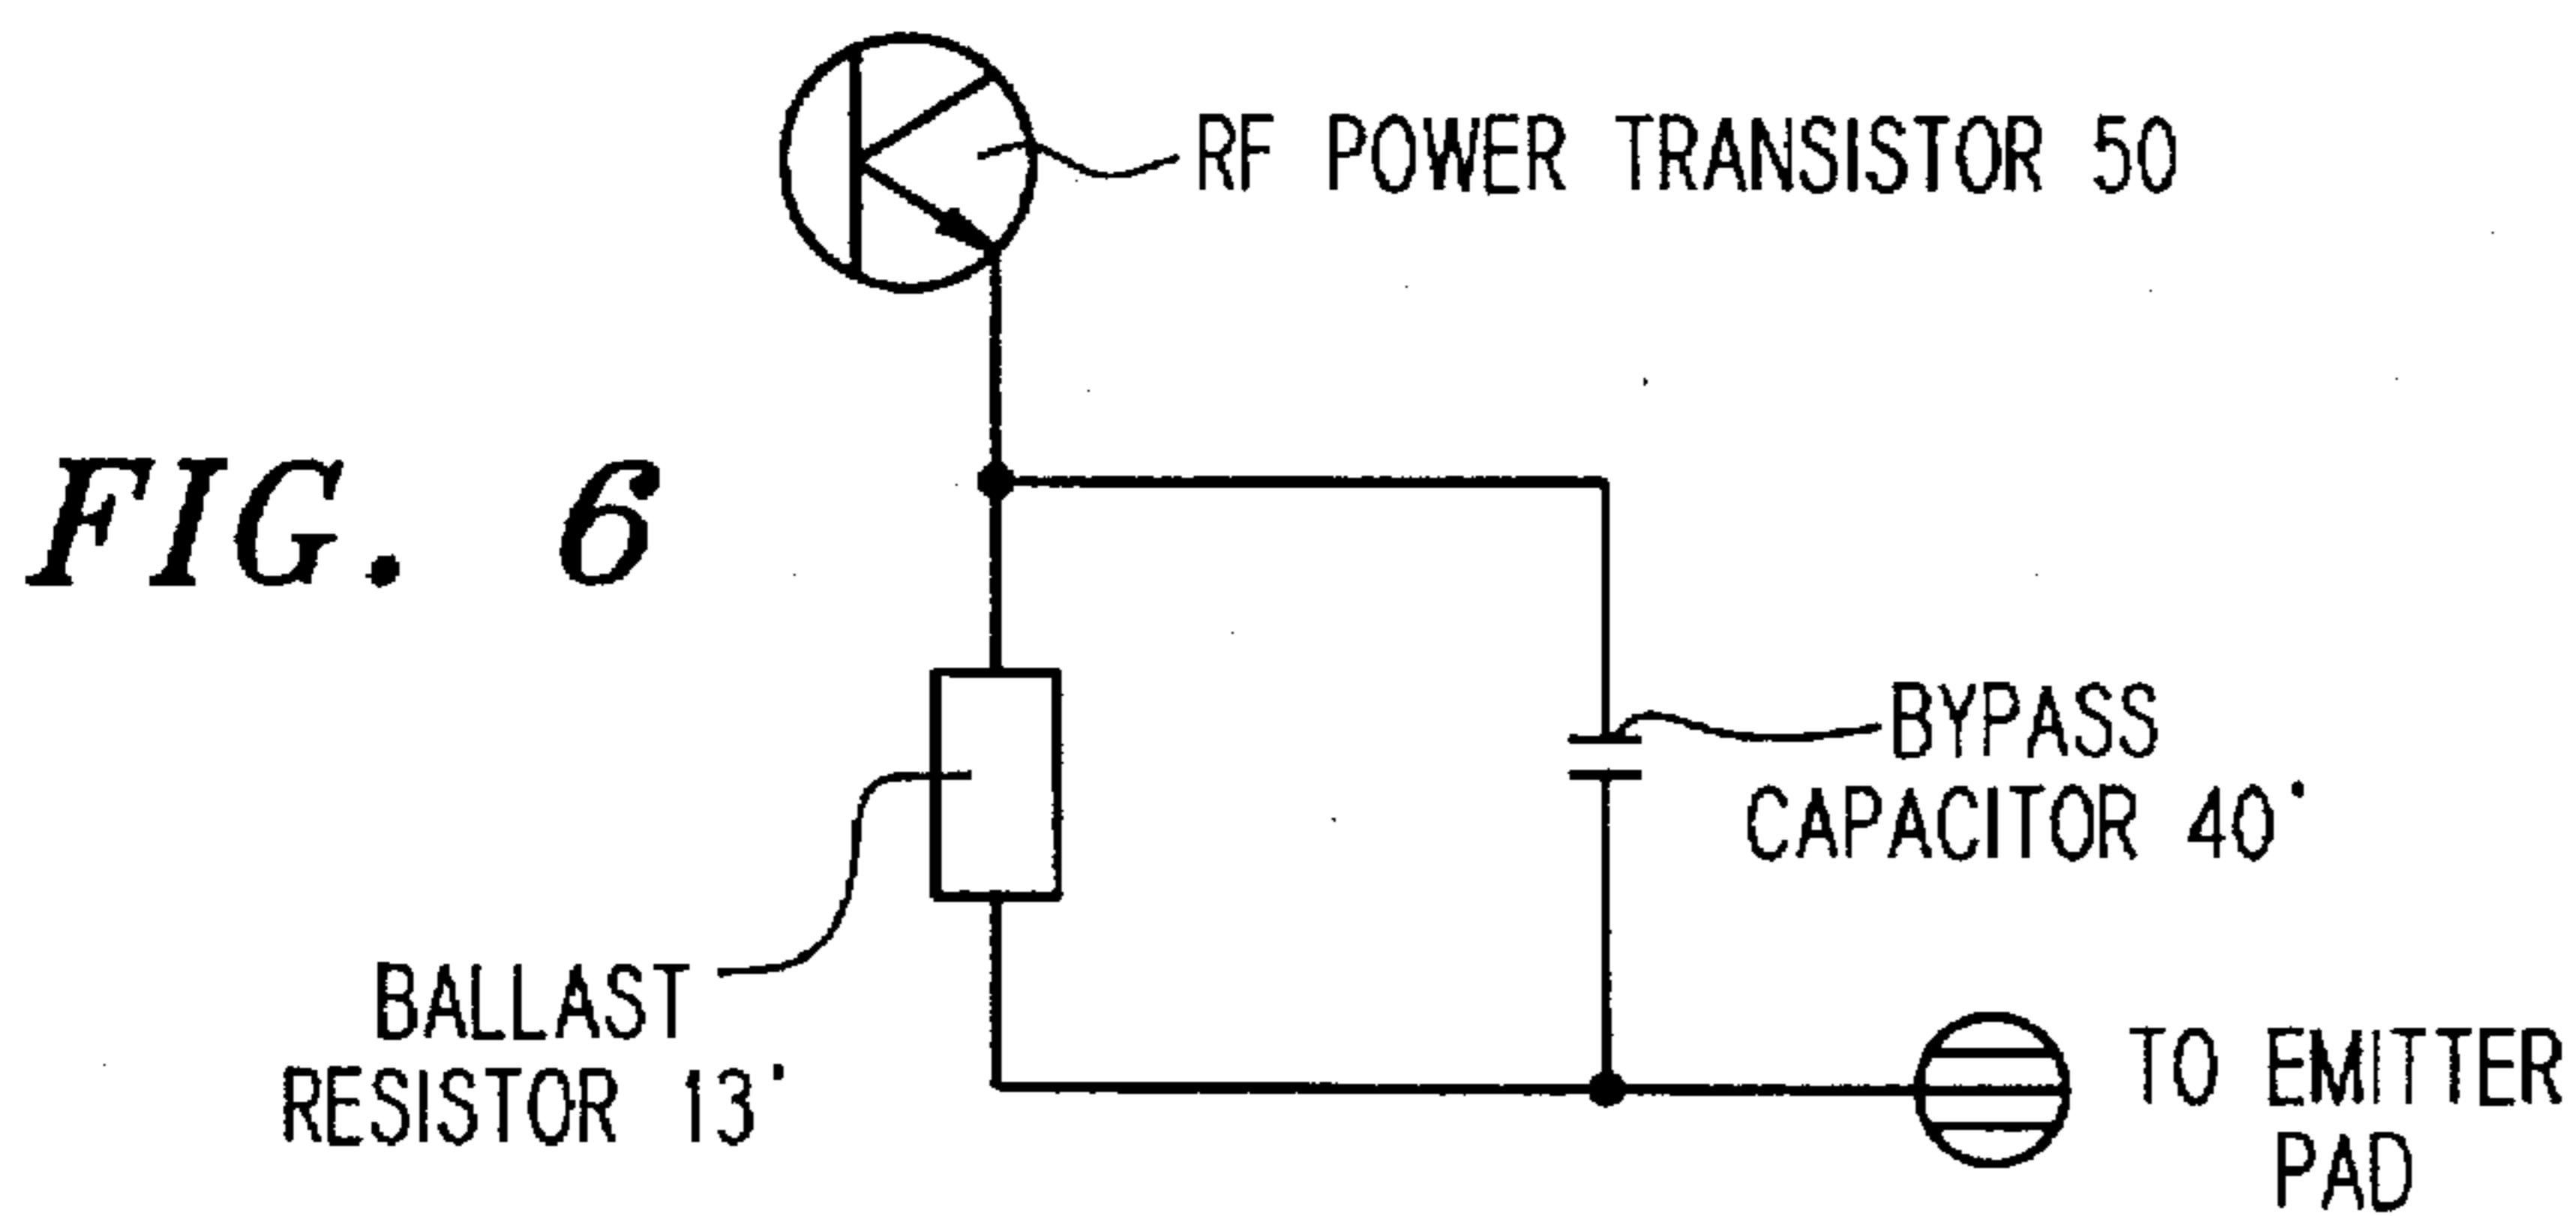 RF POWER TRANSISTOR 50
FIG. 6
BYPASS
CAPACITOR 40'
BALLAST
RESISTOR 13'
TO EMITTER
PAD